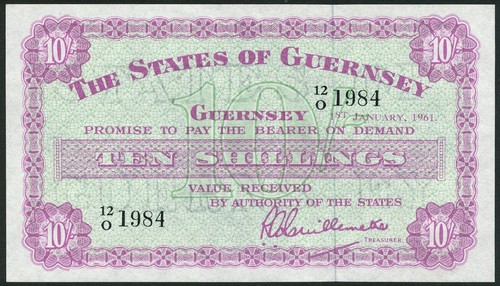 10/- 10/-
THE STATES OF GUERNSEY
12/O 1984
10
GUERNSEY
1ST JANUARY, 1961.
PROMISE TO PAY THE BEARER ON DEMAND
TEN SHILLINGS
VALUE RECEIVED
12/O 1984
BY AUTHORITY OF THE STATES
TREASURER.
10/- 10/-